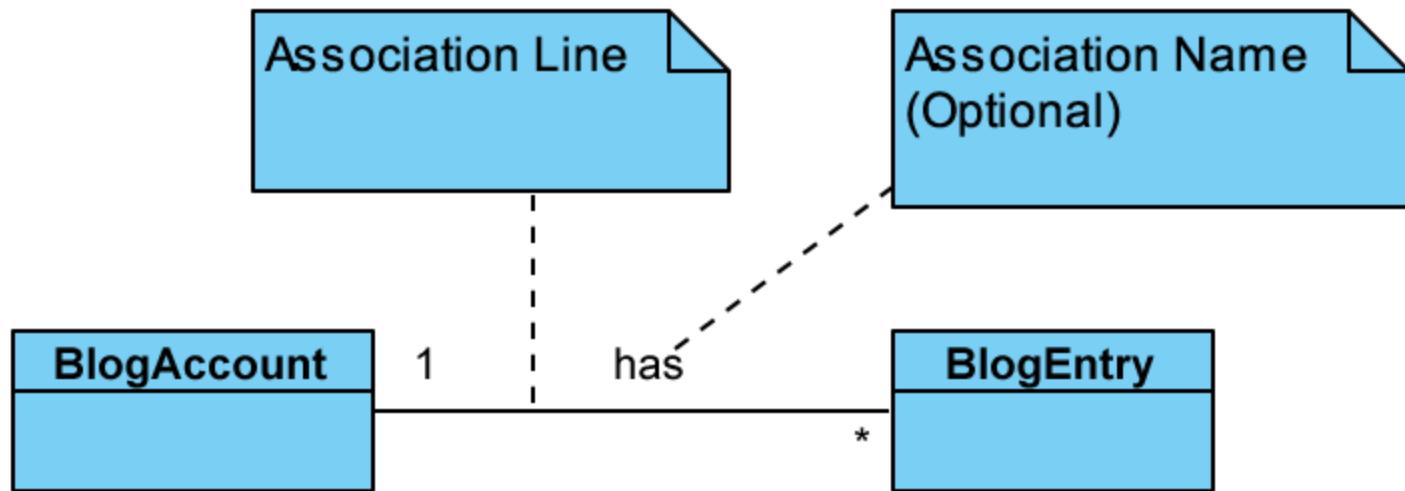 Association Line
Association Name
(Optional)
BlogAccount
1
has
BlogEntry
*